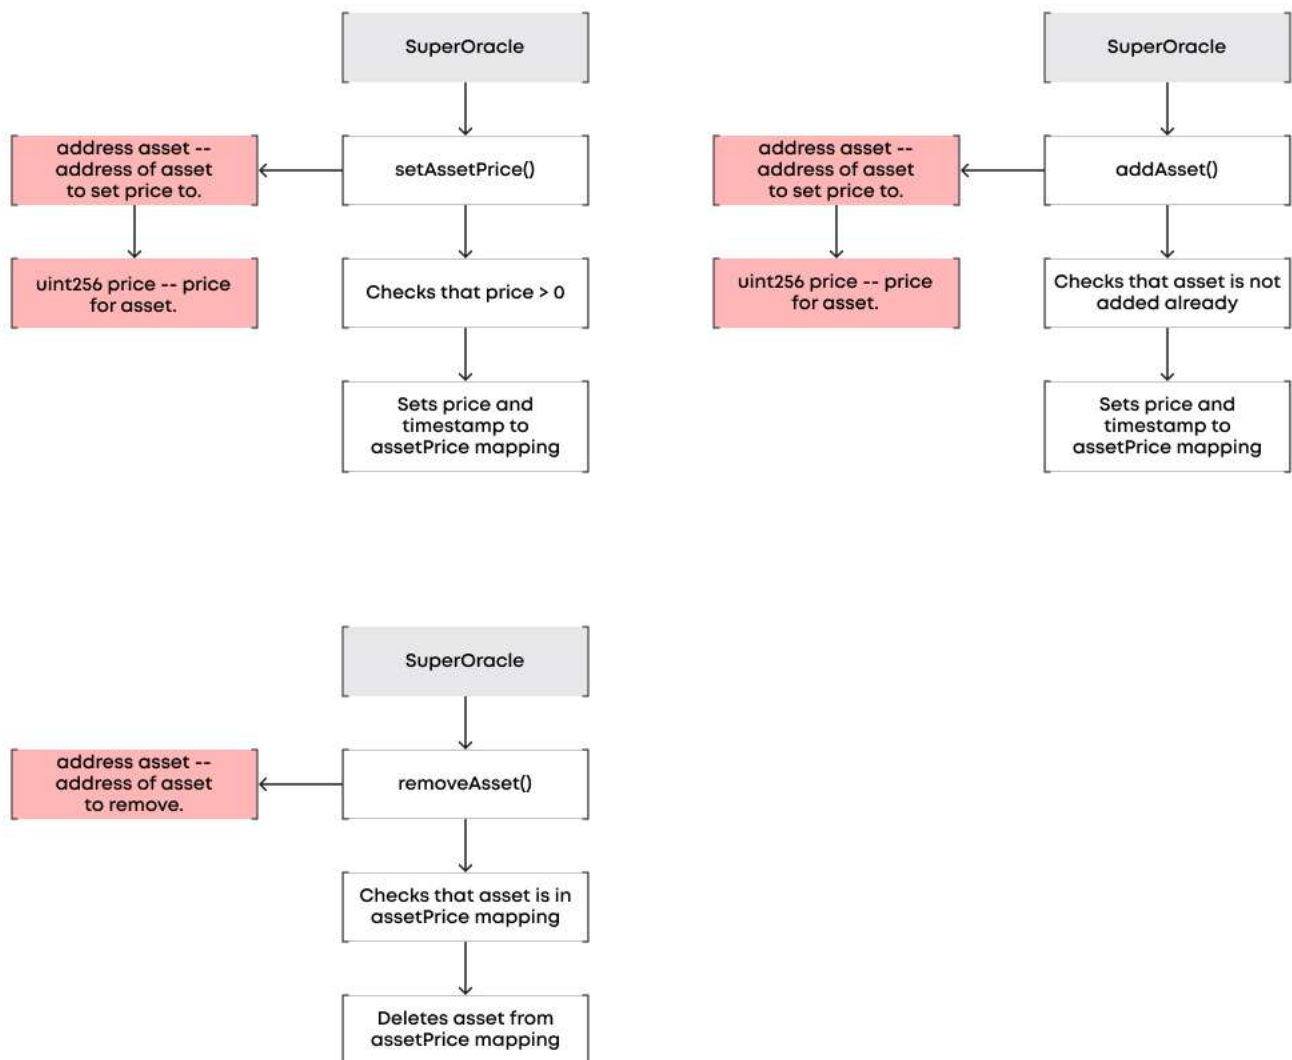 SuperOracle
address asset --
address of asset
to set price to.
setAssetPrice()
uint256 price -- price
for asset.
Checks that price > 0
Sets price and
timestamp to
assetPrice mapping
SuperOracle
address asset --
address of asset
to set price to.
addAsset()
uint256 price -- price
for asset.
Checks that asset is not
added already
Sets price and
timestamp to
assetPrice mapping
SuperOracle
address asset --
address of asset
to remove.
removeAsset()
Checks that asset is in
assetPrice mapping
Deletes asset from
assetPrice mapping